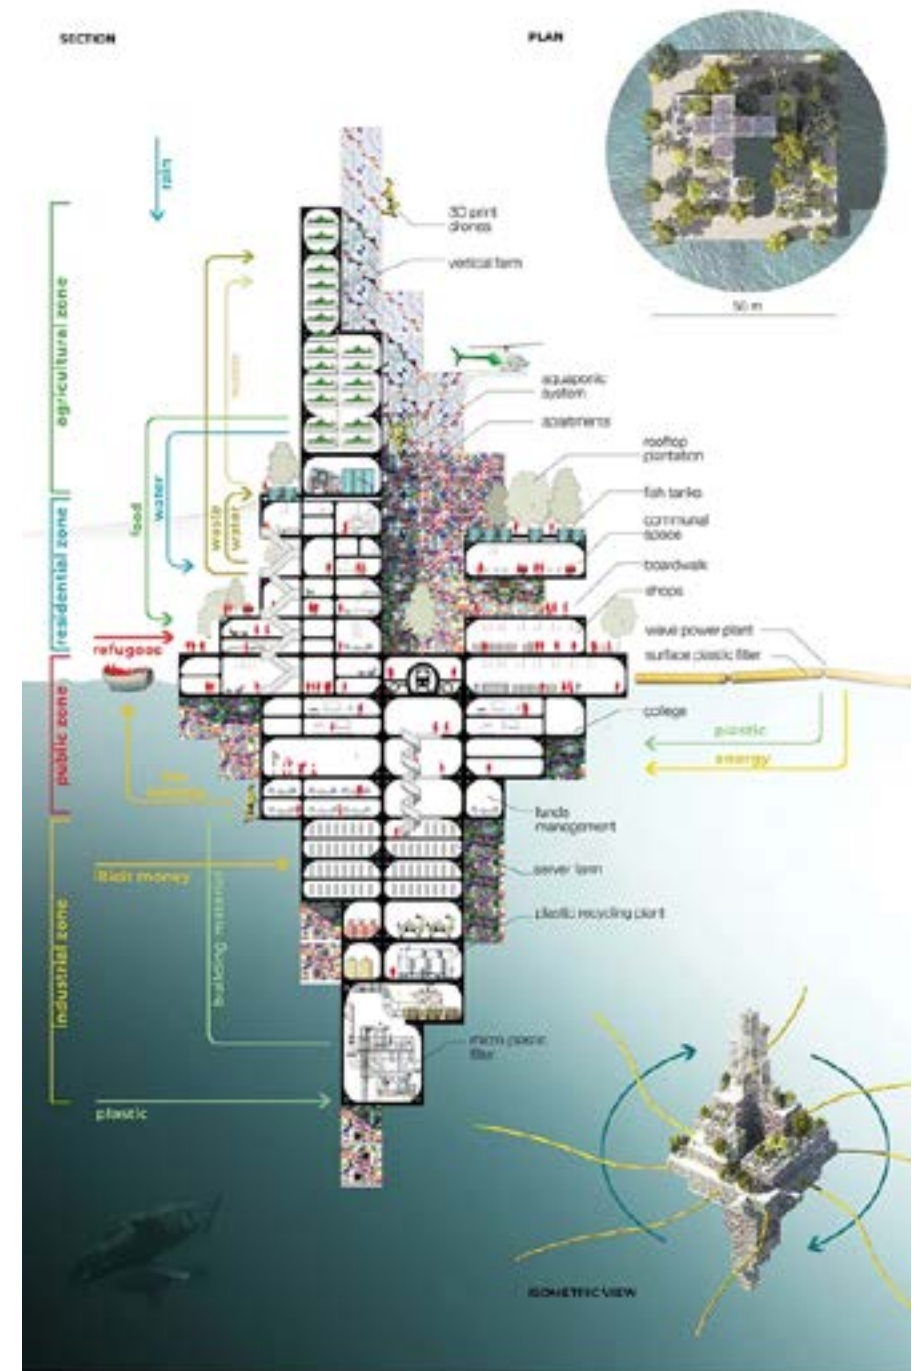 SECTION
PLAN
rain
3D print
drones
vertical farm
50 m
agricultural zone
aquaponic
system
apartments
rooftop
plantation
fish tanks
communal
space
boardwalk
shops
food
water
waste
water
residential zone
refugees
wave power plant
surface plastic filter
college
plastic
energy
public zone
funds
management
server farm
plastic recycling plant
building material
industrial zone
micro plastic
filter
plastic
ISOMETRIC VIEW